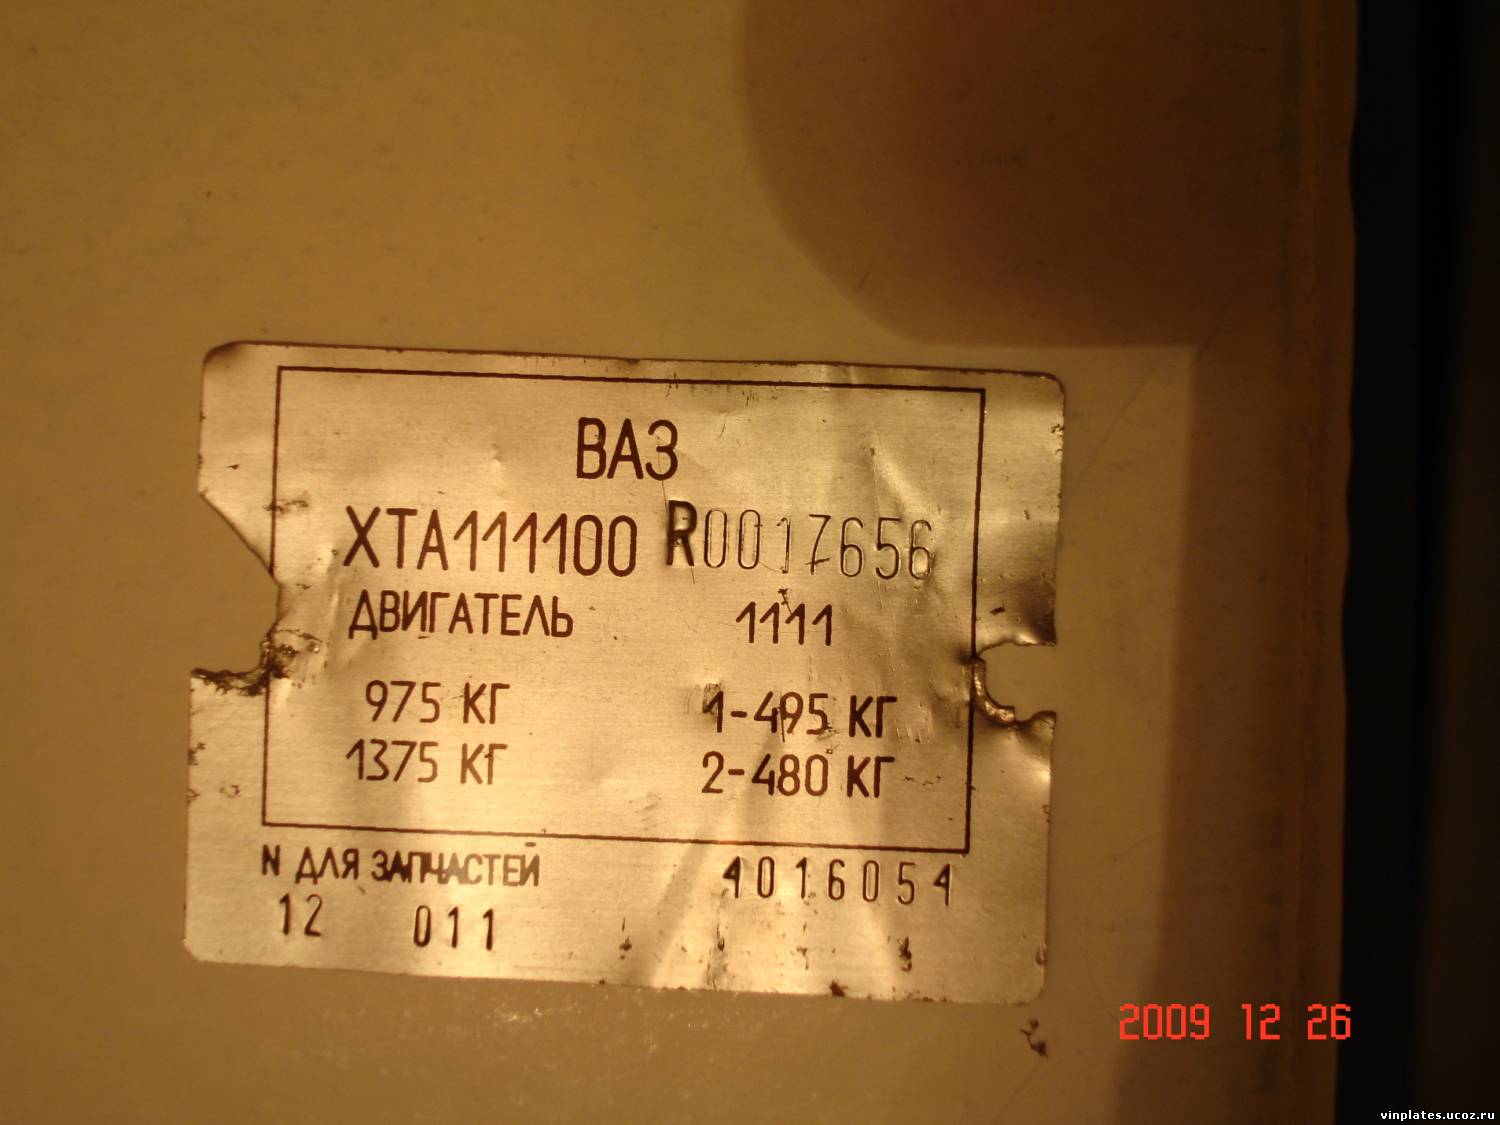 ВАЗ
XTA111100 R0017656
ДВИГАТЕЛЬ 1111
975 КГ 1-495 КГ
1375 КГ 2-480 КГ
N ДЛЯ ЗАПЧАСТЕЙ 4016054
12 011
2009 12 26
vinplates.ucoz.ru